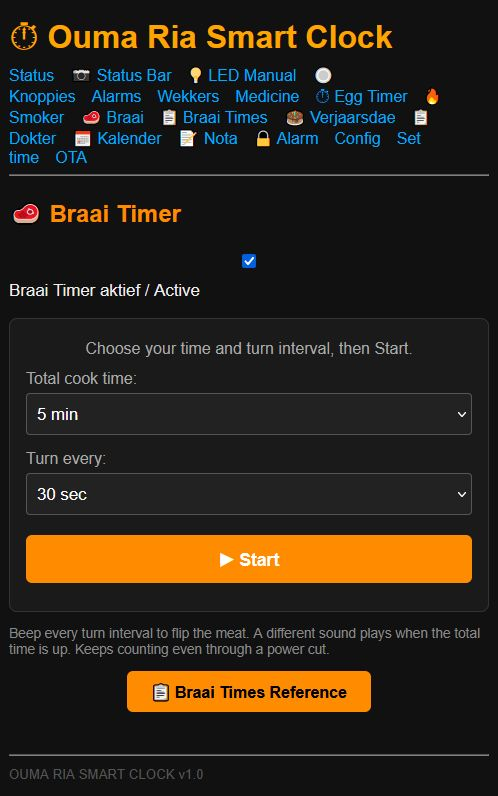 Ouma Ria Smart Clock
Status Status Bar LED Manual
Knoppies Alarms Wekkers Medicine Egg Timer
Smoker Braai Braai Times Verjaarsdae
Dokter Kalender Nota Alarm Config Set
time OTA
Braai Timer
Braai Timer aktief / Active
Choose your time and turn interval, then Start.
Total cook time:
5 min
Turn every:
30 sec
▶ Start
Beep every turn interval to flip the meat. A different sound plays when the total
time is up. Keeps counting even through a power cut.
Braai Times Reference
OUMA RIA SMART CLOCK v1.0